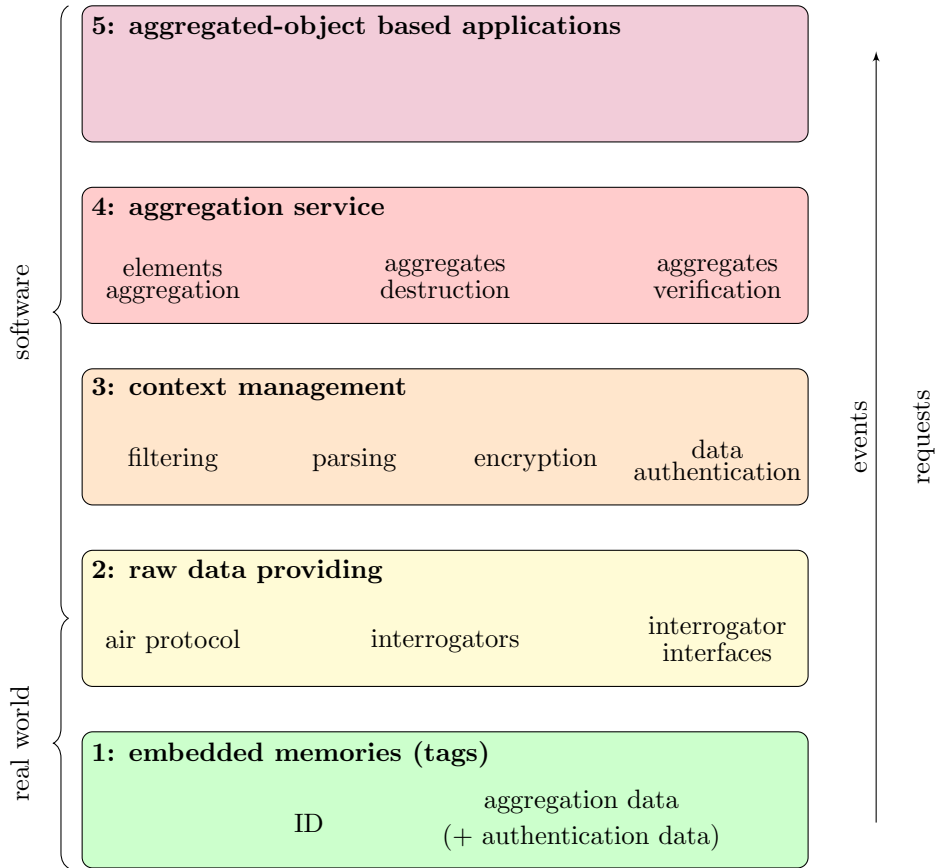 5: aggregated-object based applications
4: aggregation service
elements
aggregation
aggregates
destruction
aggregates
verification
3: context management
filtering
parsing
encryption
data
authentication
2: raw data providing
air protocol
interrogators
interrogator
interfaces
1: embedded memories (tags)
ID
aggregation data
(+ authentication data)
software
real world
events
requests